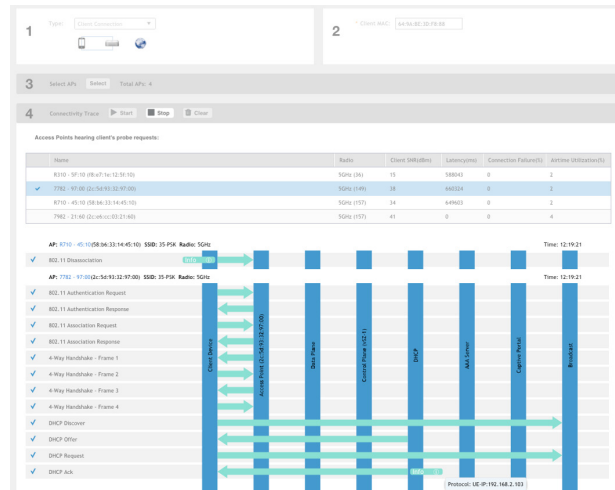 1 Type: Client Connection
2 * Client MAC:
3 Select APs Select Total APs: 4
4 Connectivity Trace Start Stop Clear
Access Points hearing client's probe requests:
Name Radio Client SNR(dBm) Latency(ms) Connection Failure(%) Airtime Utilization(%)
R310 - 5F:10 (f8:e7:1e:12:5f:10) 5GHz (36) 15 588043 0 2
7782 - 97:00 (2c:5d:93:32:97:00) 5GHz (149) 38 660324 0 2
R710 - 45:10 (58:b6:33:14:45:10) 5GHz (157) 34 649603 0 2
7982 - 21:60 (2c:e6:cc:03:21:60) 5GHz (157) 41 0 0 4
AP: R710 - 45:10(58:b6:33:14:45:10) SSID: 35-PSK Radio: 5GHz Time: 12:19:21
802.11 Disassociation Info
AP: 7782 - 97:00(2c:5d:93:32:97:00) SSID: 35-PSK Radio: 5GHz Time: 12:19:21
802.11 Authentication Request
802.11 Authentication Response
802.11 Association Request
802.11 Association Response
4-Way Handshake - Frame 1
4-Way Handshake - Frame 2
4-Way Handshake - Frame 3
4-Way Handshake - Frame 4
DHCP Discover
DHCP Offer
DHCP Request
DHCP Ack Info
Client Device
Access Point (2c:5d:93:32:97:00)
Data Plane
Control Plane (vSZ-E)
DHCP
AAA Server
Captive Portal
Broadcast
Protocol: UE-IP:192.168.2.103